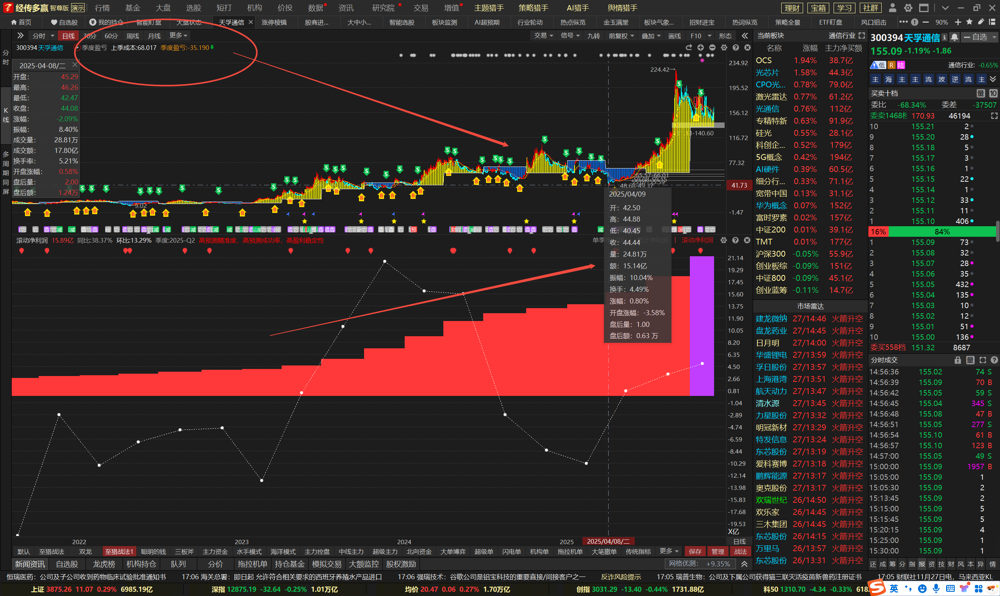 经传多赢 智尊版 演示 行情 基金 大盘 选股 短打 机构 价投 数据 资讯 研究院 交易 增值 主题猎手 策略猎手 AI猎手 舆情猎手 理财 宝箱 学习 社群
首页 自选股 我的持仓 智能盯盘 大盘状态 天孚通信 涨停棱镜 股商进... 大中小... 智能选股 板块监测 AI超预期 行业轮动 热点纵览 金玉满堂 板块气象... 招财进宝 热词纵览 策略全景 ETF盯盘 风口狙击 90%
分时 日线 30分 60分 周线 月线 更多 交易 信号 九转 前复权 叠加 画线 F10 形态
300394 天孚通信 季度盈亏 上季成本:68.017 季度盈亏:-35.190
分时
K线
多周期同屏
2025-04-08/二
开盘: 45.29
最高: 46.26
最低: 42.47
收盘: 44.08
涨幅: -2.09%
振幅: 8.40%
成交量: 28.81万
成交额: 17.80亿
换手率: 5.21%
开盘涨幅: 0.58%
盘后量: 2.00
盘后额: 1.24万
224.42
9.02
65.57-66.01
48.68-49.37
234.92
195.52
156.12
116.72
77.32
41.73
-1.47
2025/04/09
开: 42.50
高: 44.88
低: 40.45
收: 44.44
量: 24.81万
额: 15.14亿
振幅: 10.04%
换手: 4.49%
涨幅: 0.80%
开盘涨幅: -3.58%
盘后量: 1.00
盘后额: 0.63 万
滚动净利润 15.89亿 同比:38.37% 环比:13.29% 季度:2025-Q2 高预测精准度，高预测成功率，高盈利稳定性 滚动净利润
21.14
19.29
17.45
15.60
13.75
11.90
10.05
8.20
6.35
4.50
2.66
0.81
-1.04
-2.89
-4.74
-6.59
-8.44
-10.29
-12.14
-13.98
-15.83
-17.68
-19.53
X亿
2022 2023 2024 2025 2025/04/08/二 日线
默认 至猎战法 双龙 至猎战法1 聪明的钱 三板斧 主力资金 水手模式 海洋模式 主力控盘 中线主力 超级主力 北向资金 大单博弈 超级单 闪电单 机构单 拖拉机单 大笔撤单 传统指标 更多 保存 管理 战法
新闻资讯 自选股 龙虎榜 机构持仓 队列 分价 拖拉机单 持仓基金 模拟交易 大额监控 股权激励 网格优测: +9.35%
当前板块 通信行业
名称 涨幅 主力净买额
OCS 1.94% 38.7亿
光芯片 1.58% 44.3亿
CPO光... 0.78% 79.0亿
激光雷达 0.77% 61.2亿
光通信 0.76% 112亿
专精特新 0.63% 91.9亿
硅光 0.55% 28.1亿
科创企... 0.52% 179亿
5G概念 0.42% 194亿
AI硬件 0.39% 60.5亿
细分行... 0.33% 71.1亿
宽带中国 0.13% 31.1亿
华为概念 0.07% 152亿
富时罗素 0.02% 157亿
中证200 0.01% 39.1亿
TMT 0.01% 177亿
沪深300 -0.05% 55.9亿
创业板综 -0.09% 151亿
中证800 -0.09% 45.1亿
创业蓝筹 -0.11% 14.7亿
市场雷达
建龙微纳 27/14:46 火箭升空
盘龙药业 27/14:45 火箭升空
日月明 27/14:00 火箭升空
华盛锂电 27/13:59 火箭升空
孚日股份 27/13:57 火箭升空
上海港湾 27/13:51 火箭升空
航天动力 27/13:47 火箭升空
清水源 27/13:45 火箭升空
力星股份 27/13:32 火箭升空
明冠新材 27/13:29 火箭升空
特发信息 27/13:24 火箭升空
东芯股份 27/13:19 火箭升空
爱科赛博 27/13:18 火箭升空
鹏辉能源 27/13:17 火箭升空
奥克股份 27/13:17 火箭升空
欢瑞世纪 26/14:50 火箭升空
欢乐家 26/14:45 火箭升空
三木集团 26/14:45 火箭升空
东芯股份 26/14:15 火箭升空
万里马 26/13:57 火箭升空
东芯股份 26/13:31 火箭升空
300394 天孚通信 自选
155.09 -1.19% -1.86
低 R 陆 通信行业: -0.65%
主 海 主 主 流 波 逆 流 主
买卖十档 量 10
委比 -68.34% 委差 -37507
委卖1468档 170.93 46194
10 155.21 2
9 155.20 28
8 155.18 5
7 155.17 3
6 155.16 1
5 155.15 22
4 155.14 1
3 155.12 33
2 155.11 11
1 155.10 406
16% 84%
1 155.09 73
2 155.08 32
3 155.07 28
4 155.06 35
5 155.05 432
6 155.04 135
7 155.03 10
8 155.02 12
9 155.01 51
10 155.00 136
委买558档 151.32 8687
分时成交 量
14:56:36 155.02 74 S
14:56:39 155.09 70 B
14:56:42 155.05 59 S
14:56:45 155.04 345 S
14:56:48 155.08 47 B
14:56:51 155.05 277 S
14:56:54 155.10 61 B
14:56:57 155.10 123 B
14:57:00 155.05 49 S
15:00:00 155.09 1957 B
15:05:00 155.09 1
15:05:30 155.09 2
15:13:45 155.09 2
15:15:00 155.09 5
15:15:45 155.09 5
15:20:15 155.09 4
15:25:00 155.09 1
15:30:00 155.09 1
还 成 筹 分 指 报 资 技 财 风 本 异 情
恒瑞医药: 公司及子公司收到药物临床试验批准通知书 17:06 海关总署: 即日起 允许符合相关要求的西班牙养殖水产品进口 17:06 强瑞技术: 谷歌公司是铝宝科技的重要直接/间接客户之一 反诈风险提示 17:05 瑞普生物: 公司及下属公司获得猫三联灭活疫苗新兽药注册证书 17:05 财联社11月27日电，马来西亚KL
上证 3875.26 11.07 0.29% 6985.19亿 深指 12875.19 -32.64 -0.25% 1.01万亿 均价 20.47 0.06 0.27% 1.70万亿 创指 3031.29 -13.40 -0.44% 1731.88亿 科50 1310.70 -4.34 -0.33% 英